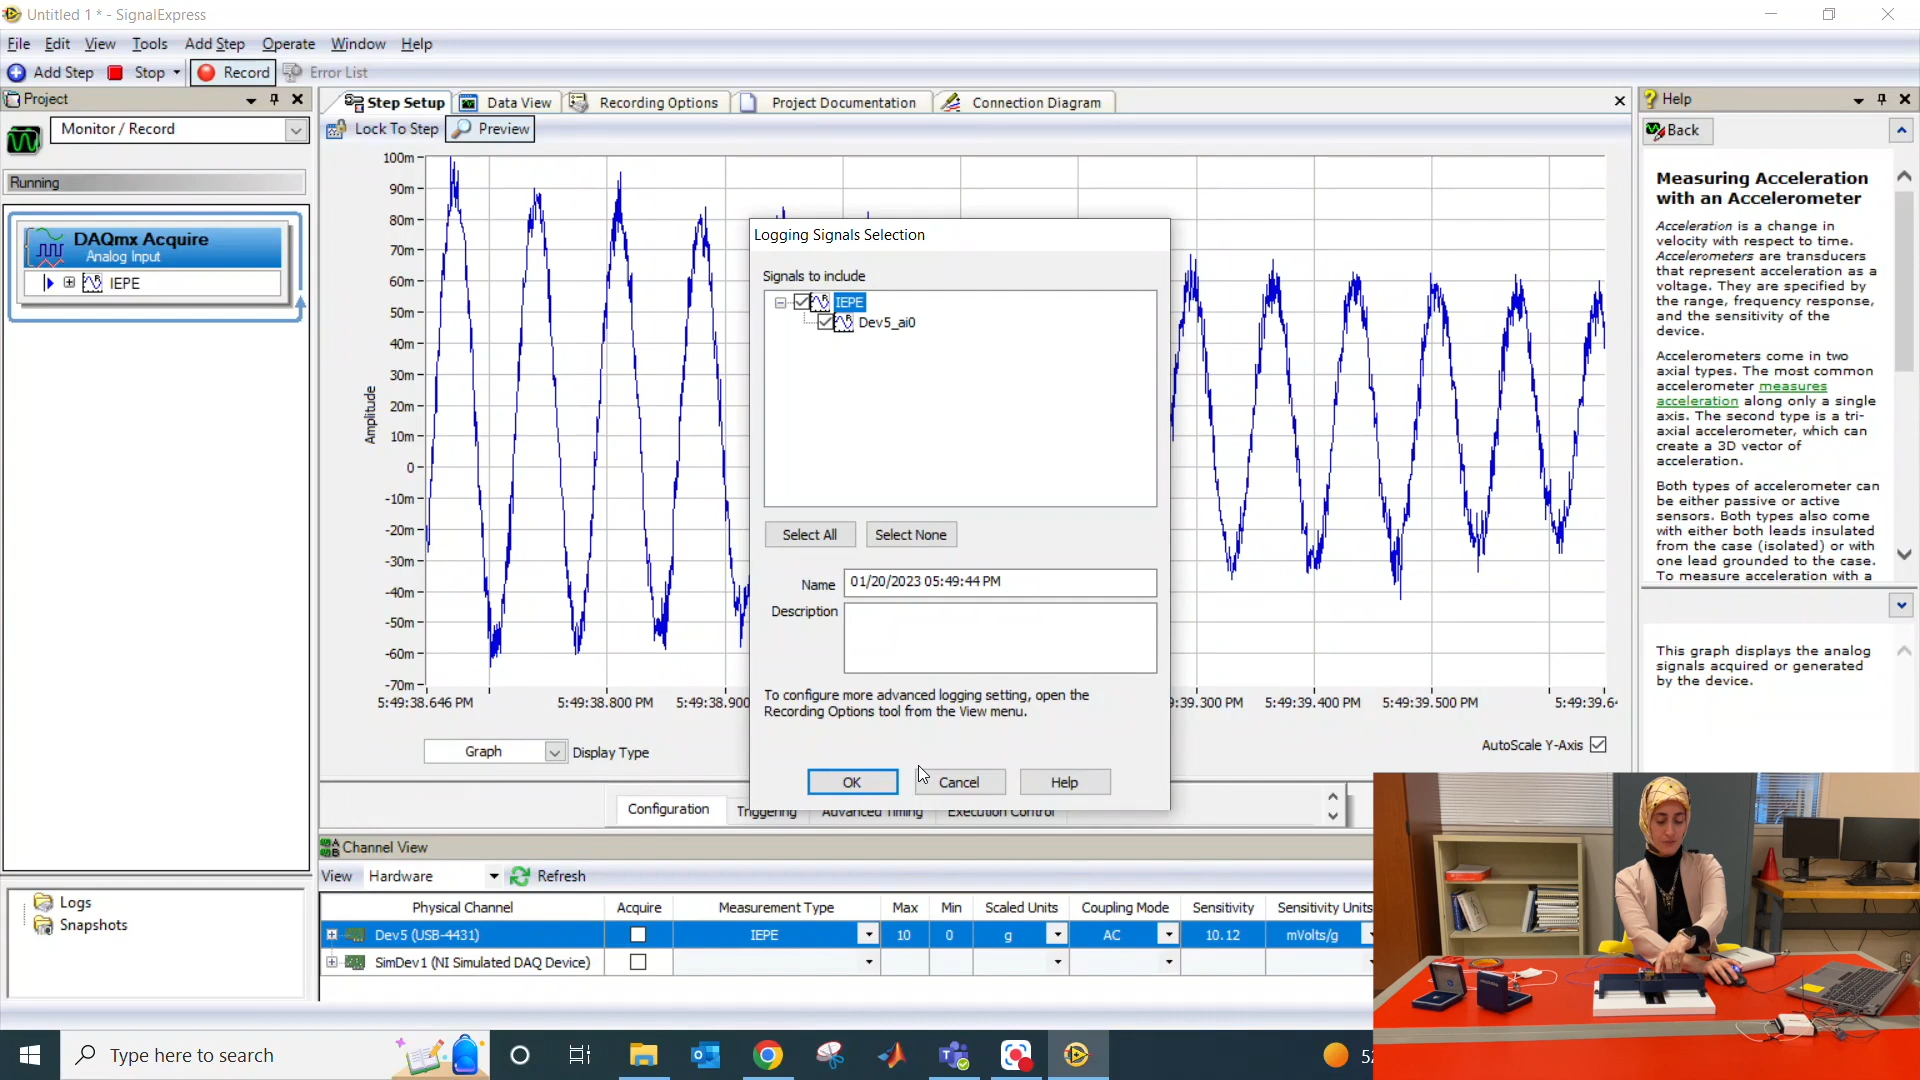 Untitled 1 * - SignalExpress
File Edit View Tools Add Step Operate Window Help
Add Step Stop Record Error List
Project
Monitor / Record
Running
DAQmx Acquire
Analog Input
IEPE
Logs
Snapshots
Step Setup Data View Recording Options Project Documentation Connection Diagram
Lock To Step Preview
100m
90m
80m
70m
60m
50m
40m
30m
20m
10m
0
-10m
-20m
-30m
-40m
-50m
-60m
-70m
Amplitude
5:49:38.646 PM 5:49:38.800 PM 5:49:38.900 9:39.300 PM 5:49:39.400 PM 5:49:39.500 PM 5:49:39.64
Graph Display Type
AutoScale Y-Axis
Logging Signals Selection
Signals to include
IEPE
Dev5_ai0
Select All Select None
Name 01/20/2023 05:49:44 PM
Description
To configure more advanced logging setting, open the
Recording Options tool from the View menu.
OK Cancel Help
Configuration Triggering Advanced Timing Execution Control
Channel View
View Hardware Refresh
Physical Channel Acquire Measurement Type Max Min Scaled Units Coupling Mode Sensitivity Sensitivity Units
Dev5 (USB-4431) IEPE 10 0 g AC 10.12 mVolts/g
SimDev1 (NI Simulated DAQ Device)
Help
Back
Measuring Acceleration
with an Accelerometer
Acceleration is a change in
velocity with respect to time.
Accelerometers are transducers
that represent acceleration as a
voltage. They are specified by
the range, frequency response,
and the sensitivity of the
device.
Accelerometers come in two
axial types. The most common
accelerometer measures
acceleration along only a single
axis. The second type is a tri-
axial accelerometer, which can
create a 3D vector of
acceleration.
Both types of accelerometer can
be either passive or active
sensors. Both types also come
with either both leads insulated
from the case (isolated) or with
one lead grounded to the case.
To measure acceleration with a
This graph displays the analog
signals acquired or generated
by the device.
Type here to search
52